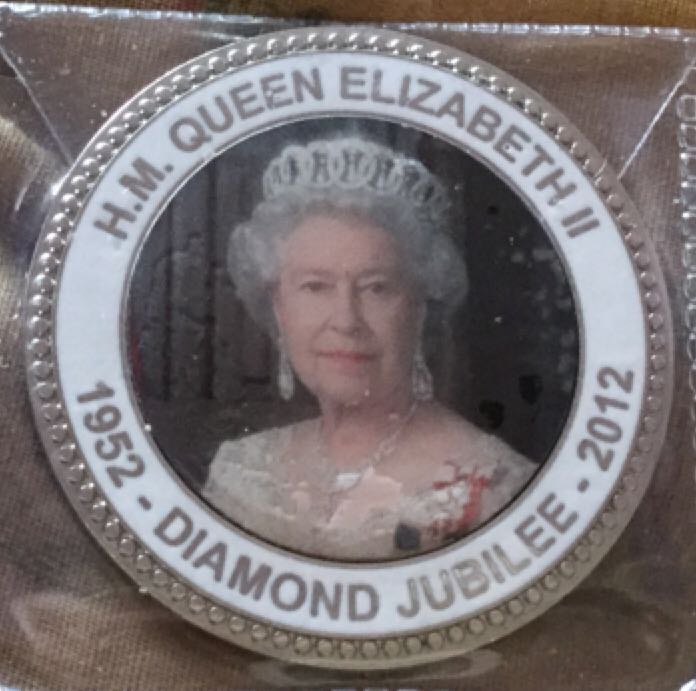 H.M. QUEEN ELIZABETH II
1952 - DIAMOND JUBILEE - 2012